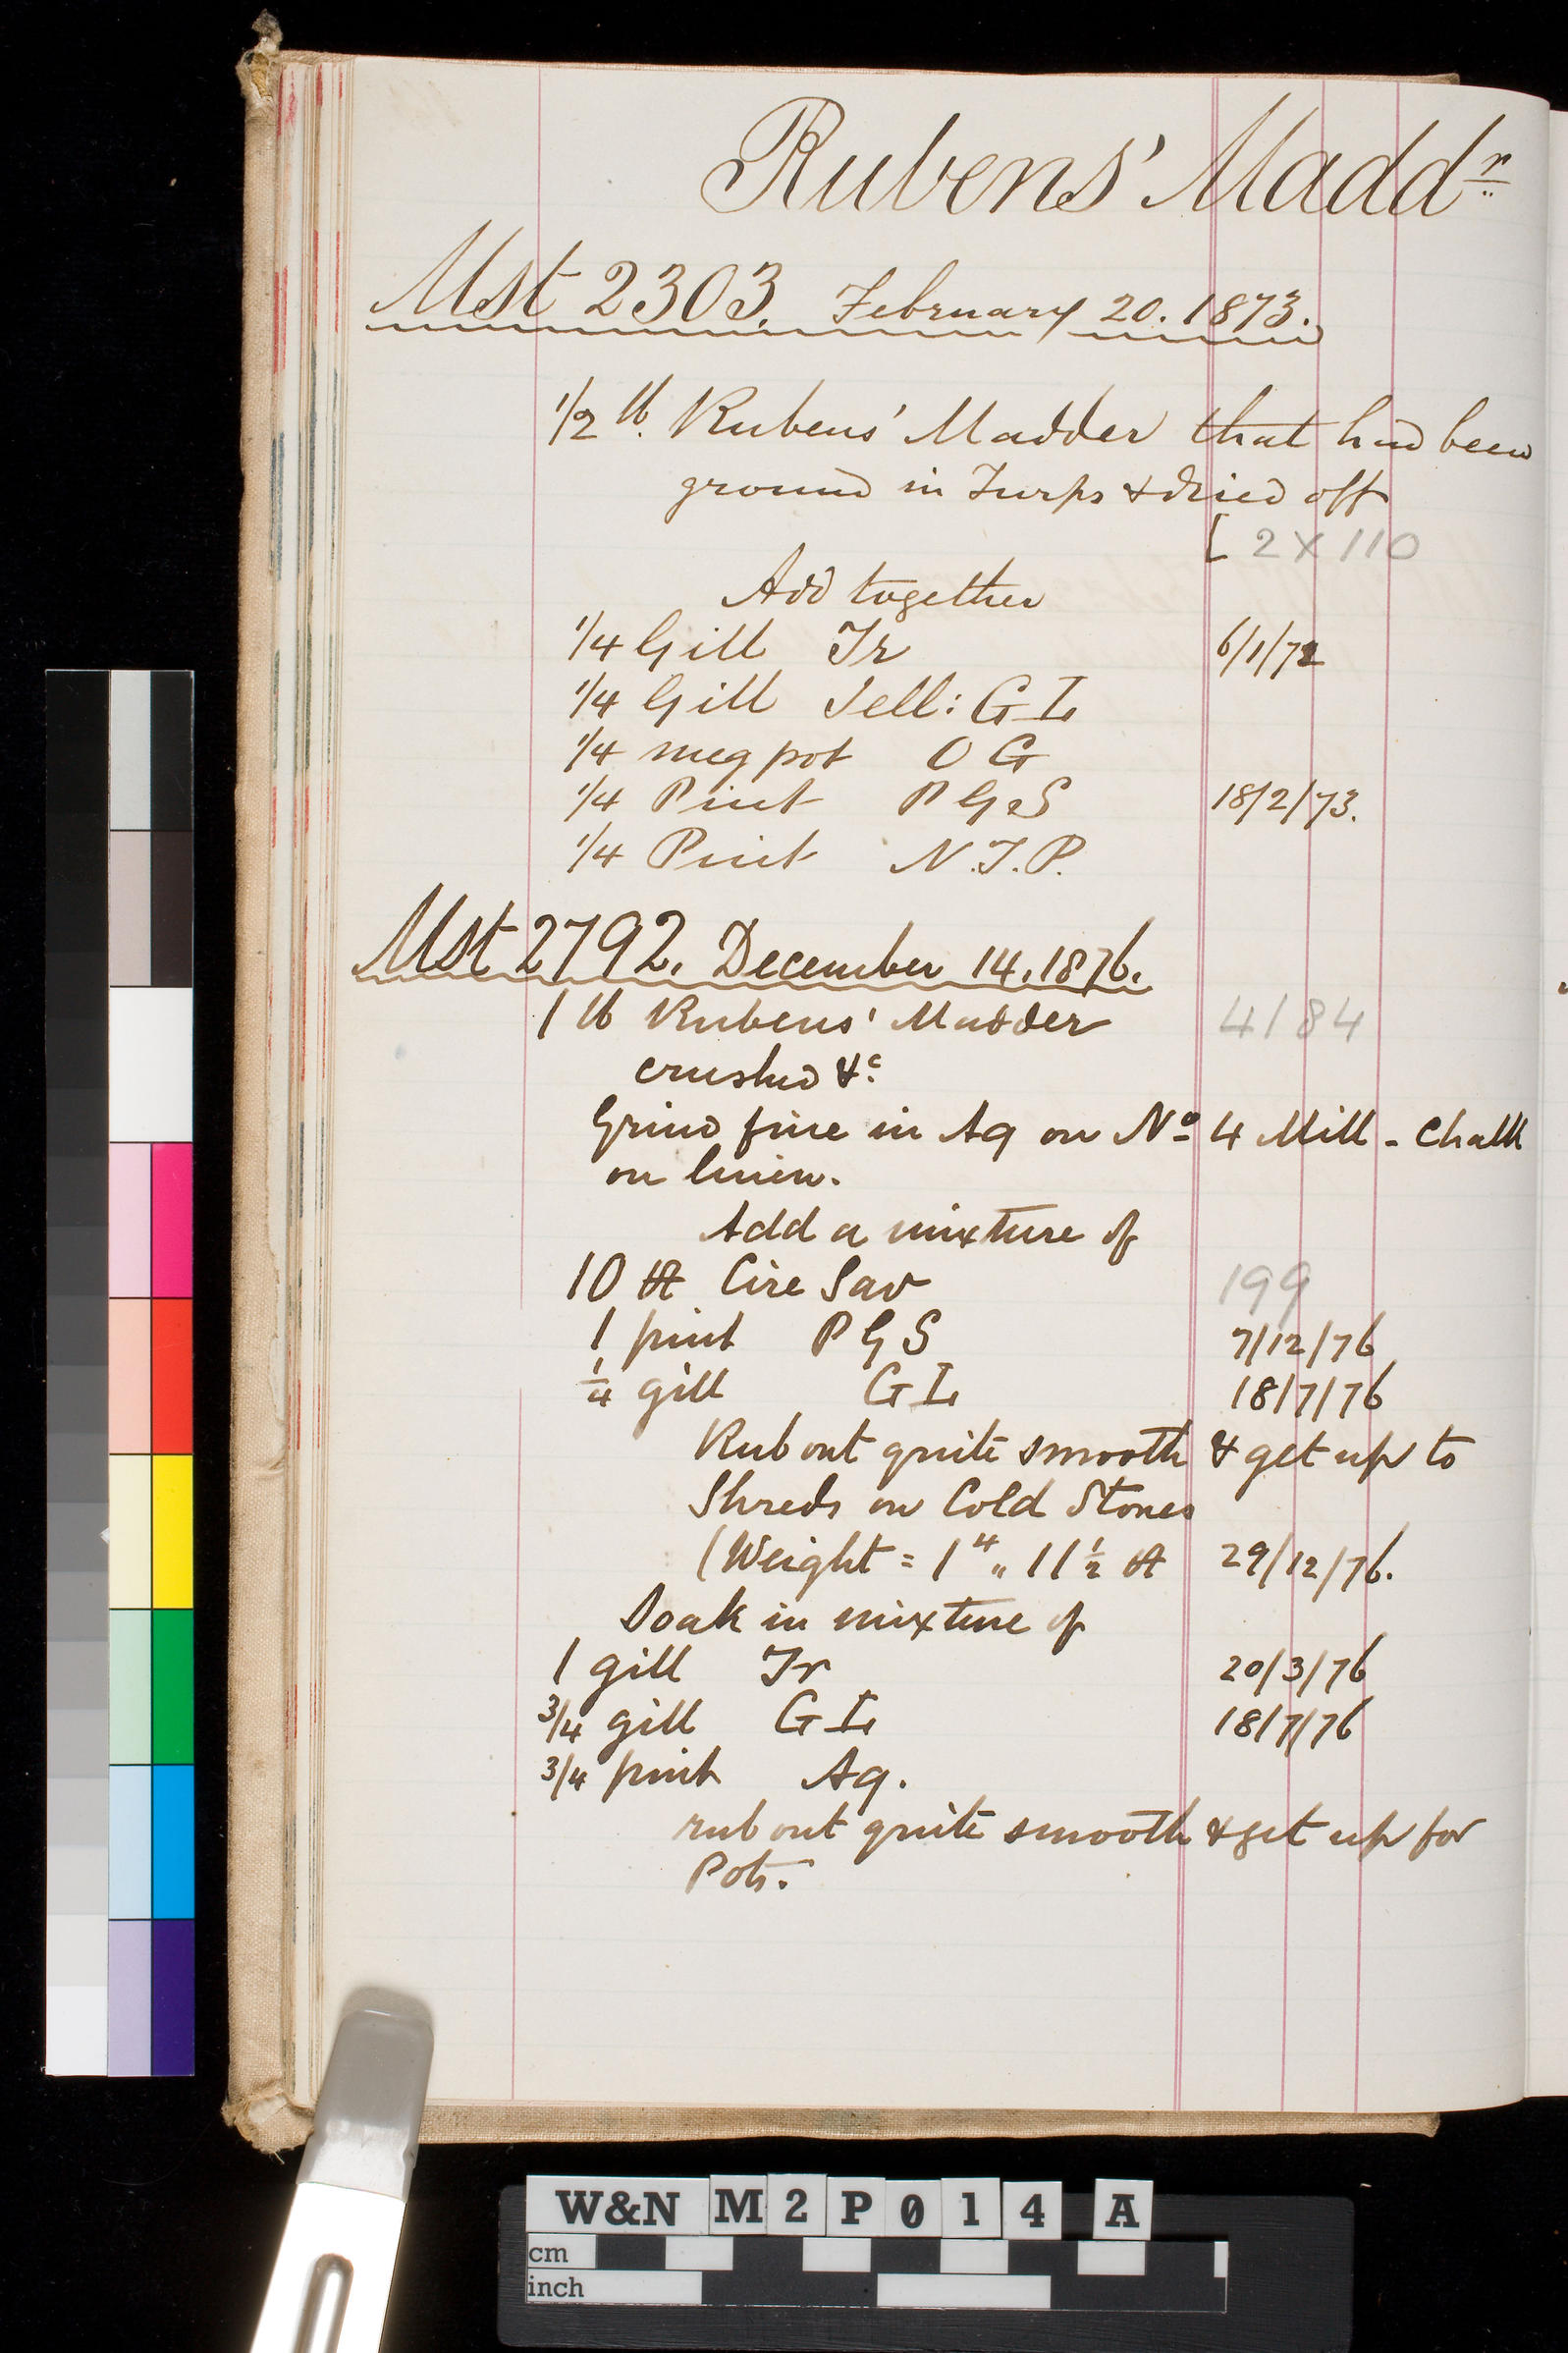 Rubens' Maddr
Mst 2303. February 20. 1873.
1/2 lb. Rubens' Madder that had been
ground in Turps & dried off
[ 2 X 110
Add together
1/4 Gill Tr 6/1/72
1/4 Gill Jell: G L
1/4 meg pot O G
1/4 Pint P G S 18/2/73.
1/4 Pint N.T.P.
Mst 2792. December 14. 1876.
1 lb Rubens' Madder 4184
crushed &c.
Grind fine in Aq on No 4 Mill - Chalk
on linen.
Add a mixture of
10 Cire Sav 199
1 pint P G S 7/12/76
1/4 gill G L 18/7/76
Rub out quite smooth & get up to
Shreds on Cold Stones
(Weight = 1 " 11 1/2 29/12/76.
Soak in mixture of
1 gill Tr 20/3/76
3/4 gill G L 18/7/76
3/4 pint Aq.
rub out quite smooth & get up for
Pots.
W&N M2P014 A
cm
inch